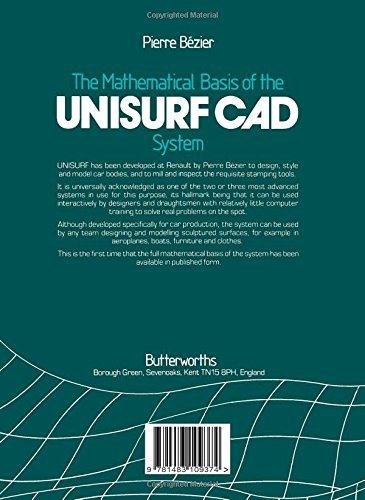 Pierre Bézier
The Mathematical Basis of the
UNISURF CAD
System
UNISURF has been developed at Renault by Pierre Bézier to design, style
and model car bodies, and to mill and inspect the requisite stamping tools.
It is universally acknowledged as one of the two or three most advanced
systems in use for this purpose, its hallmark being that it can be used
interactively by designers and draughtsmen with relatively little computer
training to solve real problems on the spot.
Although developed specifically for car production, the system can be used
by any team designing and modelling sculptured surfaces, for example in
aeroplanes, boats, furniture and clothes.
This is the first time that the full mathematical basis of the system has been
available in published form.
Butterworths
Borough Green, Sevenoaks, Kent TN15 8PH, England
9 781483 109374 >
Copyrighted Material